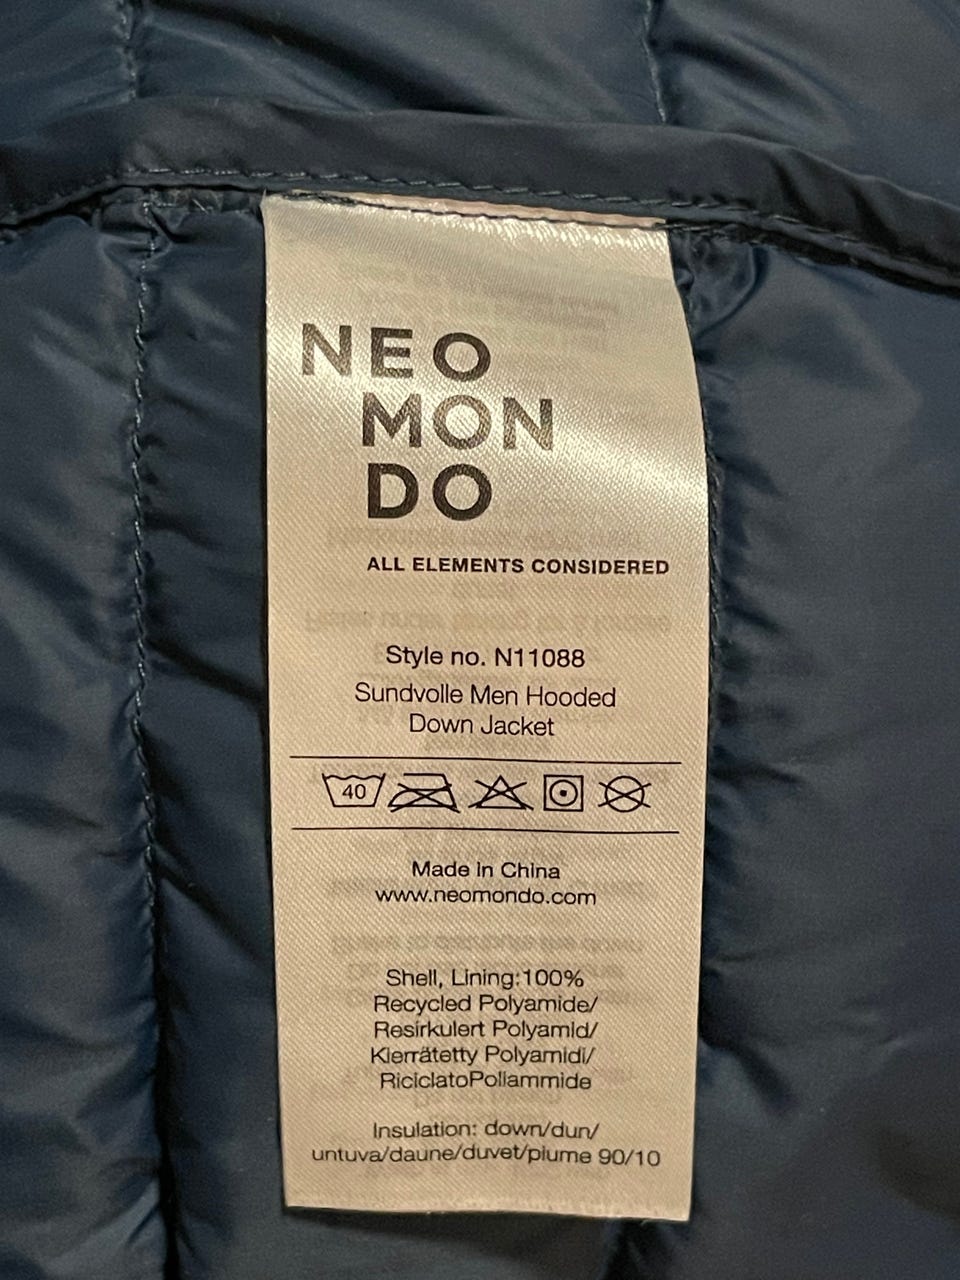 NEO
MON
DO
ALL ELEMENTS CONSIDERED
Style no. N11088
Sundvolle Men Hooded
Down Jacket
40
Made in China
www.neomondo.com
Shell, Lining:100%
Recycled Polyamide/
Resirkulert Polyamid/
Kierrätetty Polyamidi/
RiciclatoPoliammide
Insulation: down/dun/
untuva/daune/duvet/piume 90/10